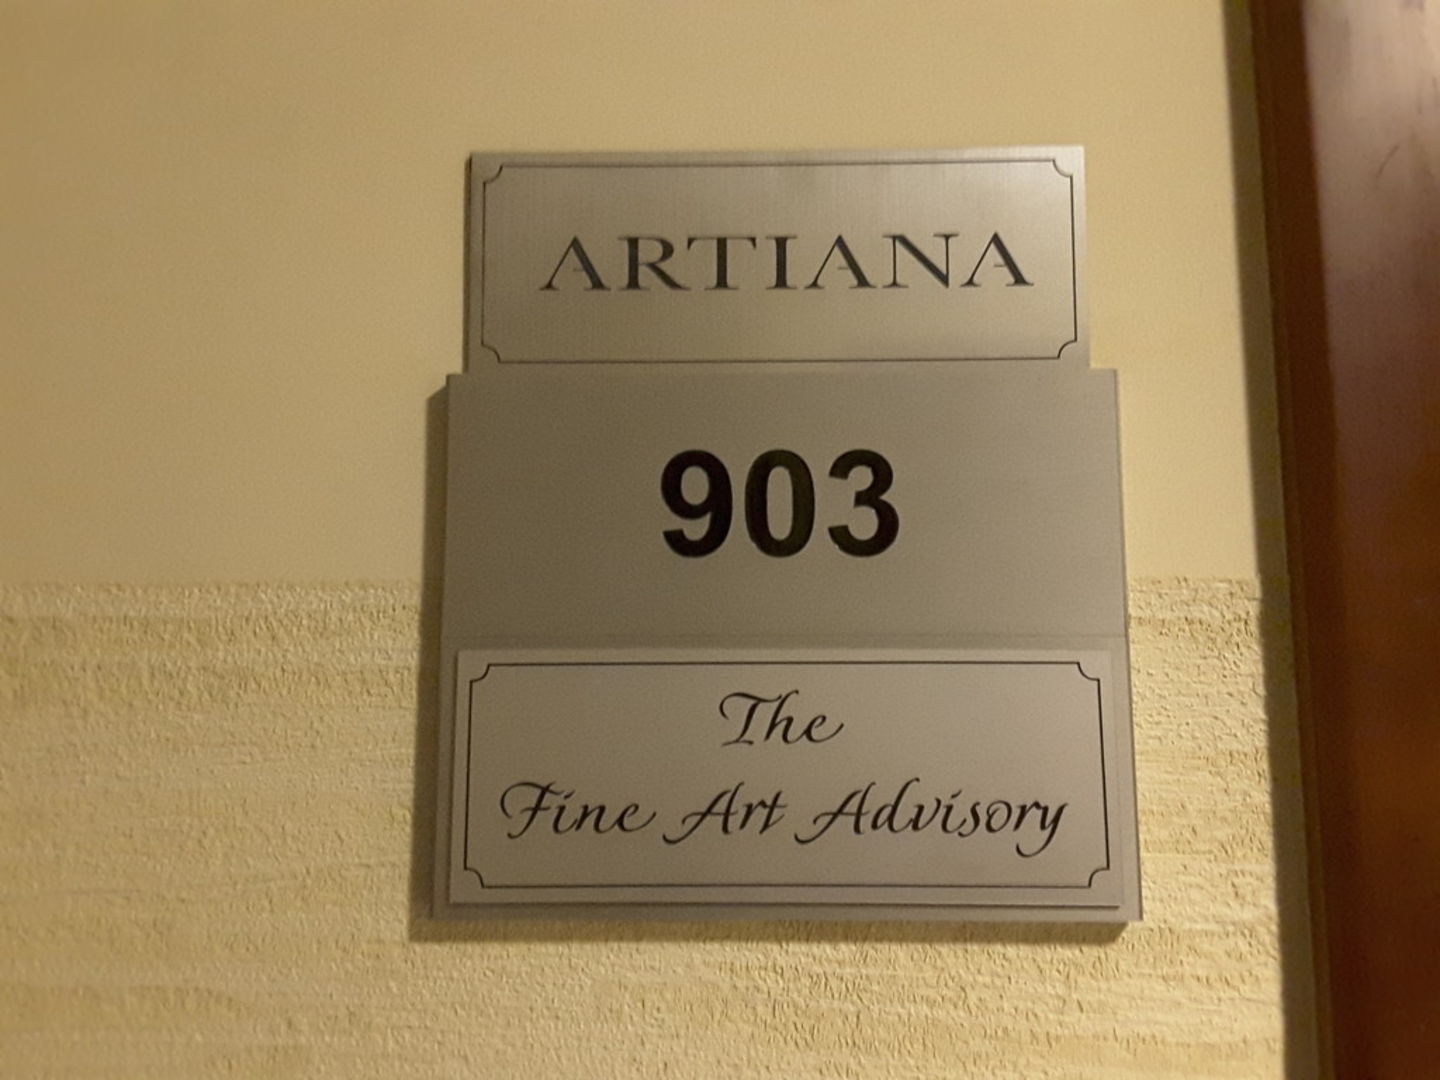 ARTIANA
903
The
Fine Art Advisory